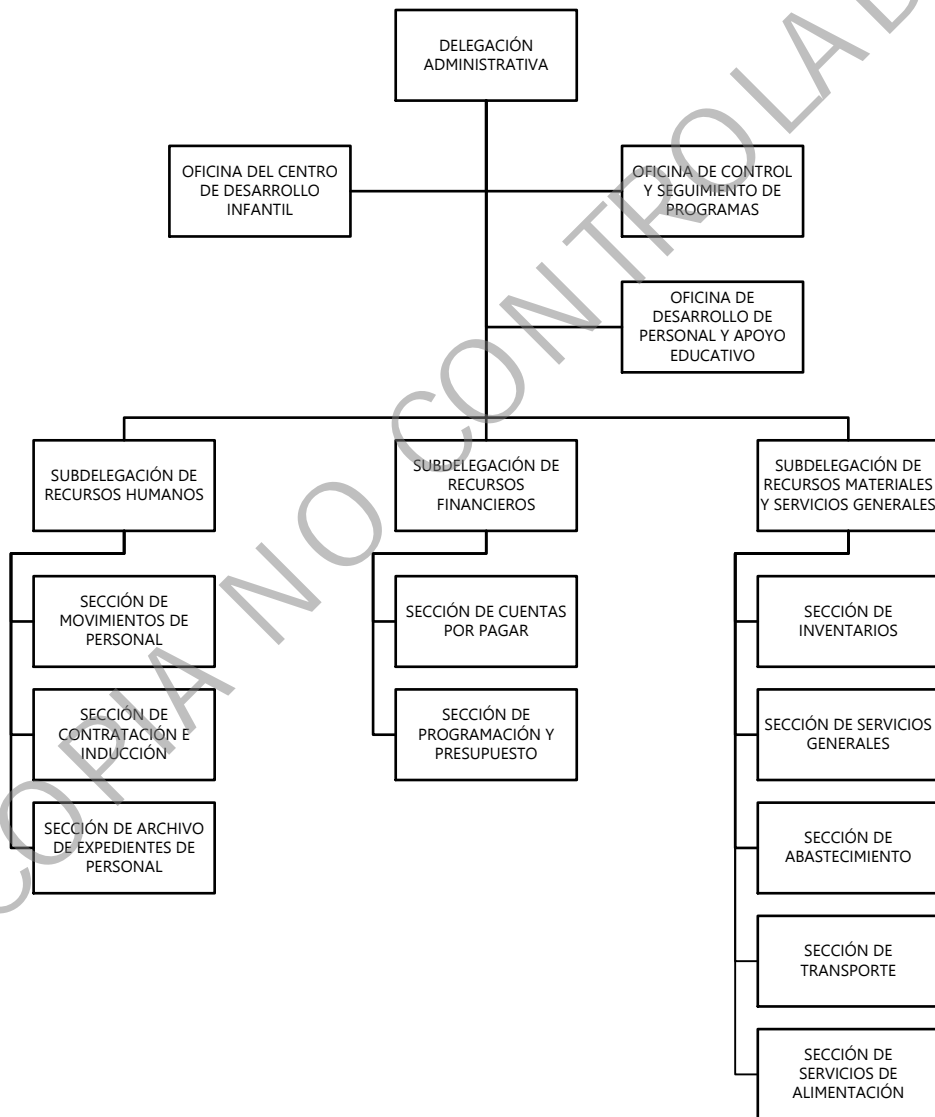 DELEGACIÓN
ADMINISTRATIVA
OFICINA DEL CENTRO
DE DESARROLLO
INFANTIL
OFICINA DE CONTROL
Y SEGUIMIENTO DE
PROGRAMAS
OFICINA DE
DESARROLLO DE
PERSONAL Y APOYO
EDUCATIVO
SUBDELEGACIÓN DE
RECURSOS HUMANOS
SUBDELEGACIÓN DE
RECURSOS
FINANCIEROS
SUBDELEGACIÓN DE
RECURSOS MATERIALES
Y SERVICIOS GENERALES
SECCIÓN DE
MOVIMIENTOS DE
PERSONAL
SECCIÓN DE
CONTRATACIÓN E
INDUCCIÓN
SECCIÓN DE ARCHIVO
DE EXPEDIENTES DE
PERSONAL
SECCIÓN DE CUENTAS
POR PAGAR
SECCIÓN DE
PROGRAMACIÓN Y
PRESUPUESTO
SECCIÓN DE
INVENTARIOS
SECCIÓN DE SERVICIOS
GENERALES
SECCIÓN DE
ABASTECIMIENTO
SECCIÓN DE
TRANSPORTE
SECCIÓN DE
SERVICIOS DE
ALIMENTACIÓN
COPIA NO CONTROLAD